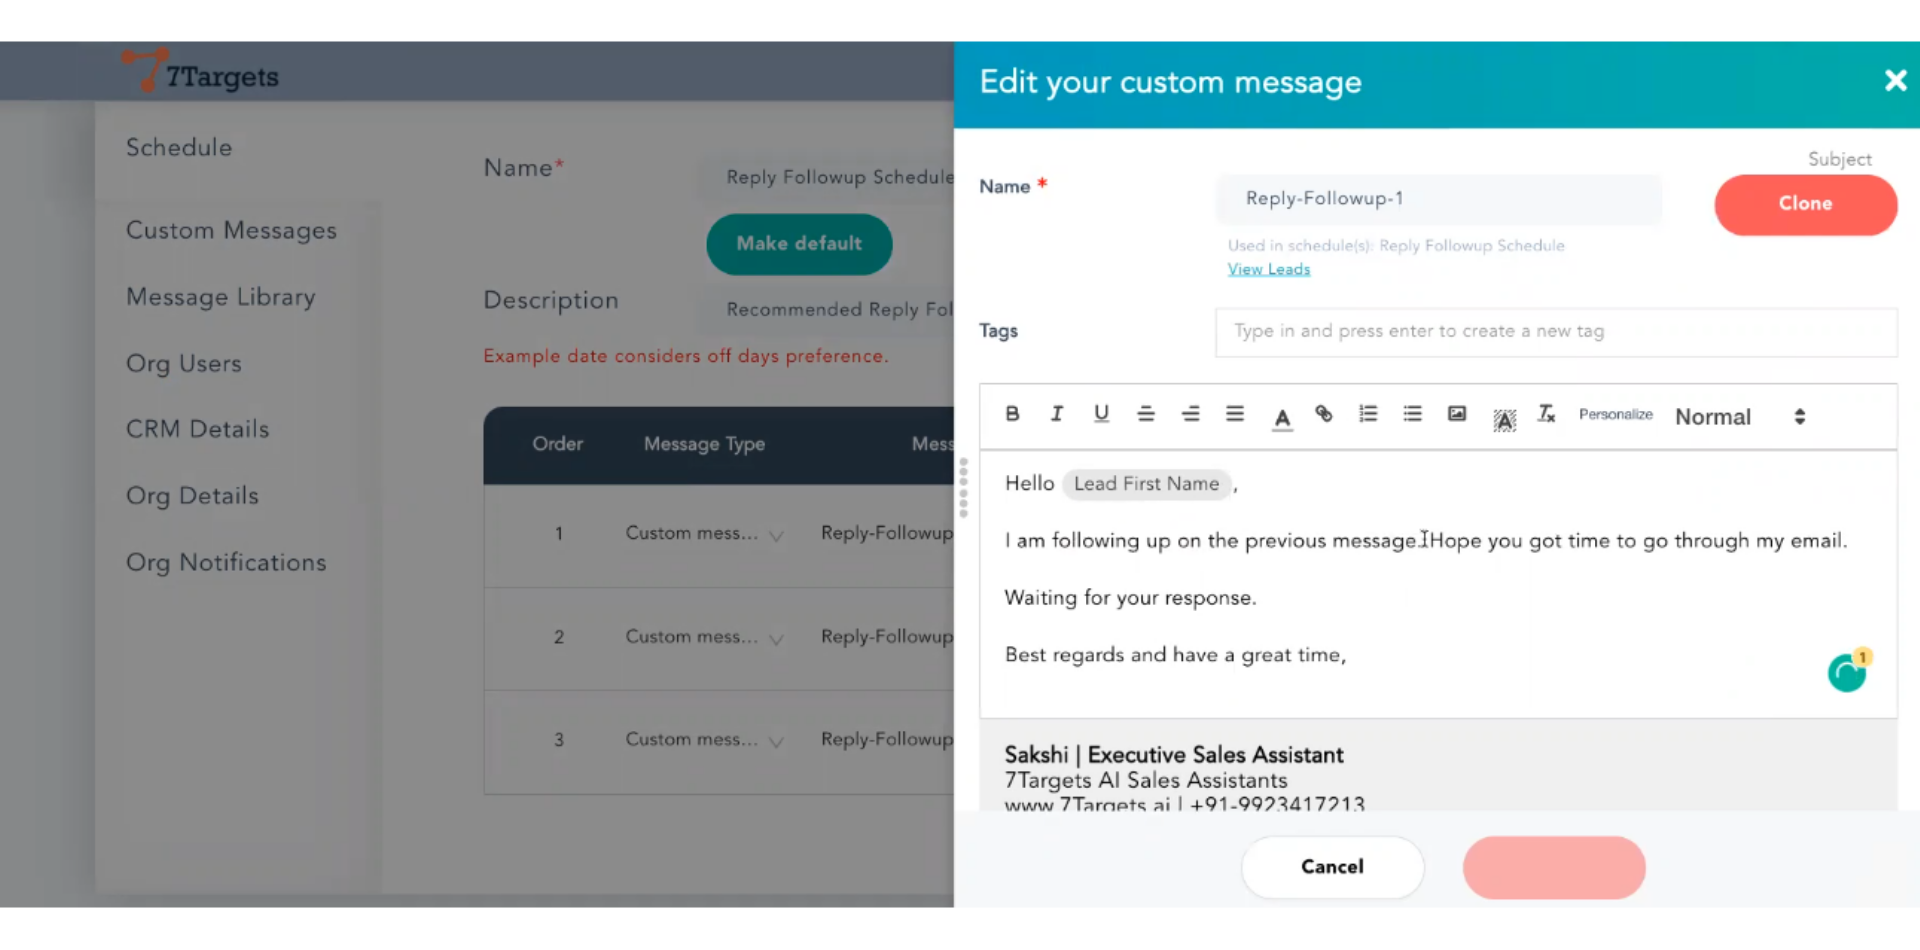 7Targets
Schedule
Custom Messages
Message Library
Org Users
CRM Details
Org Details
Org Notifications
Name*
Reply Followup Schedule
Make default
Description
Recommended Reply Fol
Example date considers off days preference.
Order Message Type Mess
1 Custom mess... Reply-Followup
2 Custom mess... Reply-Followup
3 Custom mess... Reply-Followup
Edit your custom message
Subject
Name *
Reply-Followup-1
Clone
Used in schedule(s): Reply Followup Schedule
View Leads
Tags
Type in and press enter to create a new tag
B I U A A Tx Personalize Normal
Hello Lead First Name ,
I am following up on the previous message. Hope you got time to go through my email.
Waiting for your response.
Best regards and have a great time,
1
Sakshi | Executive Sales Assistant
7Targets AI Sales Assistants
www.7Targets.ai | +91-9923417213
Cancel